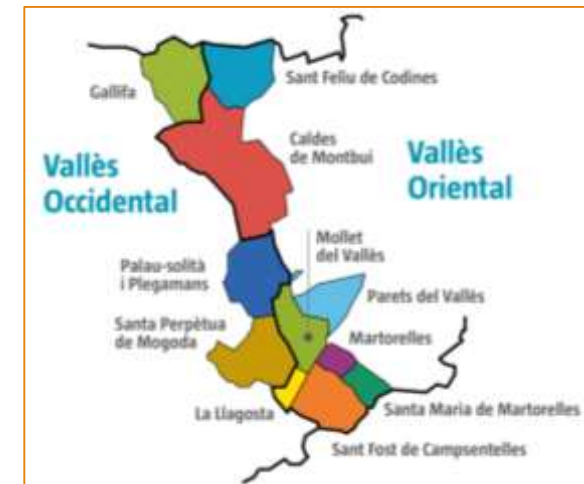 Gallifa
Sant Feliu de Codines
Caldes
de Montbui
Vallès
Occidental
Vallès
Oriental
Mollet
del Vallès
Palau-solità
i Plegamans
Parets del Vallès
Santa Perpètua
de Mogoda
Martorelles
La Llagosta
Santa Maria de Martorelles
Sant Fost de Campsentelles